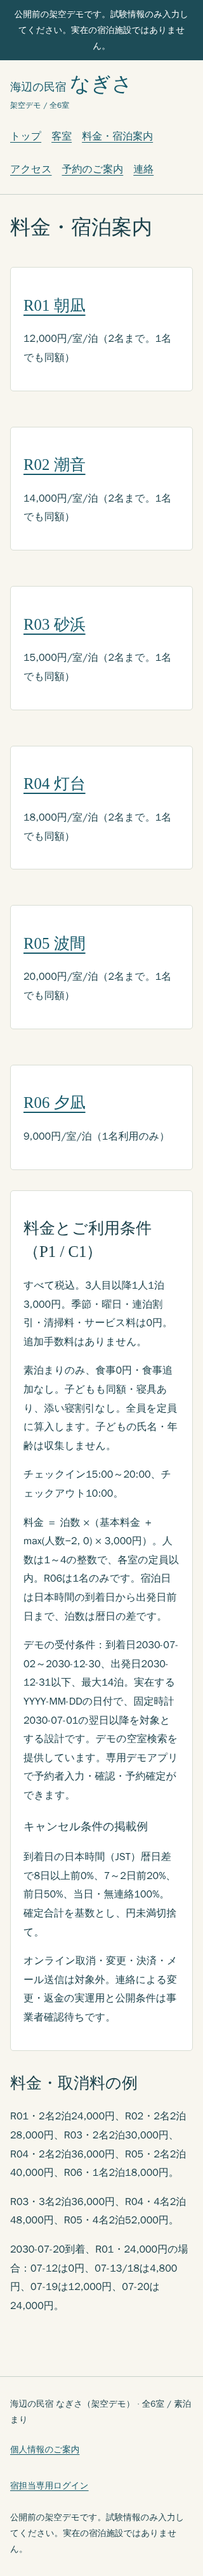 公開前の架空デモです。試験情報のみ入力し
てください。実在の宿泊施設ではありませ
ん。
海辺の民宿 なぎさ
架空デモ / 全6室
トップ 客室 料金・宿泊案内
アクセス 予約のご案内 連絡
料金・宿泊案内
R01 朝凪
12,000円/室/泊（2名まで。1名
でも同額）
R02 潮音
14,000円/室/泊（2名まで。1名
でも同額）
R03 砂浜
15,000円/室/泊（2名まで。1名
でも同額）
R04 灯台
18,000円/室/泊（2名まで。1名
でも同額）
R05 波間
20,000円/室/泊（2名まで。1名
でも同額）
R06 夕凪
9,000円/室/泊（1名利用のみ）
料金とご利用条件
（P1 / C1）
すべて税込。3人目以降1人1泊
3,000円。季節・曜日・連泊割
引・清掃料・サービス料は0円。
追加手数料はありません。
素泊まりのみ、食事0円・食事追
加なし。子どもも同額・寝具あ
り、添い寝割引なし。全員を定員
に算入します。子どもの氏名・年
齢は収集しません。
チェックイン15:00～20:00、チ
ェックアウト10:00。
料金 ＝ 泊数 ×（基本料金 ＋
max(人数−2, 0) × 3,000円）。人
数は1～4の整数で、各室の定員以
内。R06は1名のみです。宿泊日
は日本時間の到着日から出発日前
日まで、泊数は暦日の差です。
デモの受付条件：到着日2030-07-
02～2030-12-30、出発日2030-
12-31以下、最大14泊。実在する
YYYY-MM-DDの日付で、固定時計
2030-07-01の翌日以降を対象と
する設計です。デモの空室検索を
提供しています。専用デモアプリ
で予約者入力・確認・予約確定が
できます。
キャンセル条件の掲載例
到着日の日本時間（JST）暦日差
で8日以上前0%、7～2日前20%、
前日50%、当日・無連絡100%。
確定合計を基数とし、円未満切捨
て。
オンライン取消・変更・決済・メ
ール送信は対象外。連絡による変
更・返金の実運用と公開条件は事
業者確認待ちです。
料金・取消料の例
R01・2名2泊24,000円、R02・2名2泊
28,000円、R03・2名2泊30,000円、
R04・2名2泊36,000円、R05・2名2泊
40,000円、R06・1名2泊18,000円。
R03・3名2泊36,000円、R04・4名2泊
48,000円、R05・4名2泊52,000円。
2030-07-20到着、R01・24,000円の場
合：07-12は0円、07-13/18は4,800
円、07-19は12,000円、07-20は
24,000円。
海辺の民宿 なぎさ（架空デモ） · 全6室 / 素泊
まり
個人情報のご案内
宿担当専用ログイン
公開前の架空デモです。試験情報のみ入力し
てください。実在の宿泊施設ではありませ
ん。